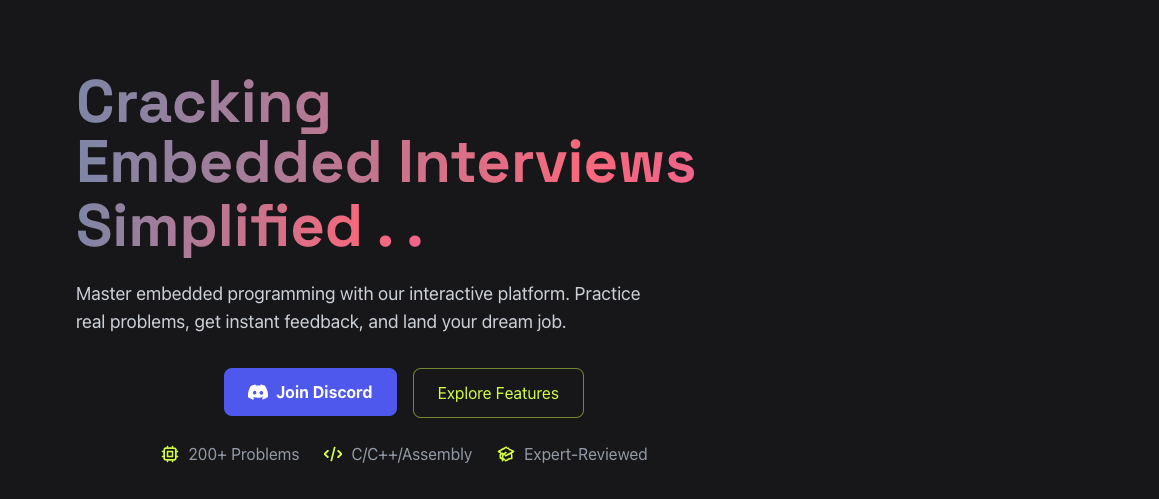 Cracking
Embedded Interviews
Simplified . .
Master embedded programming with our interactive platform. Practice
real problems, get instant feedback, and land your dream job.
Join Discord
Explore Features
200+ Problems
C/C++/Assembly
Expert-Reviewed